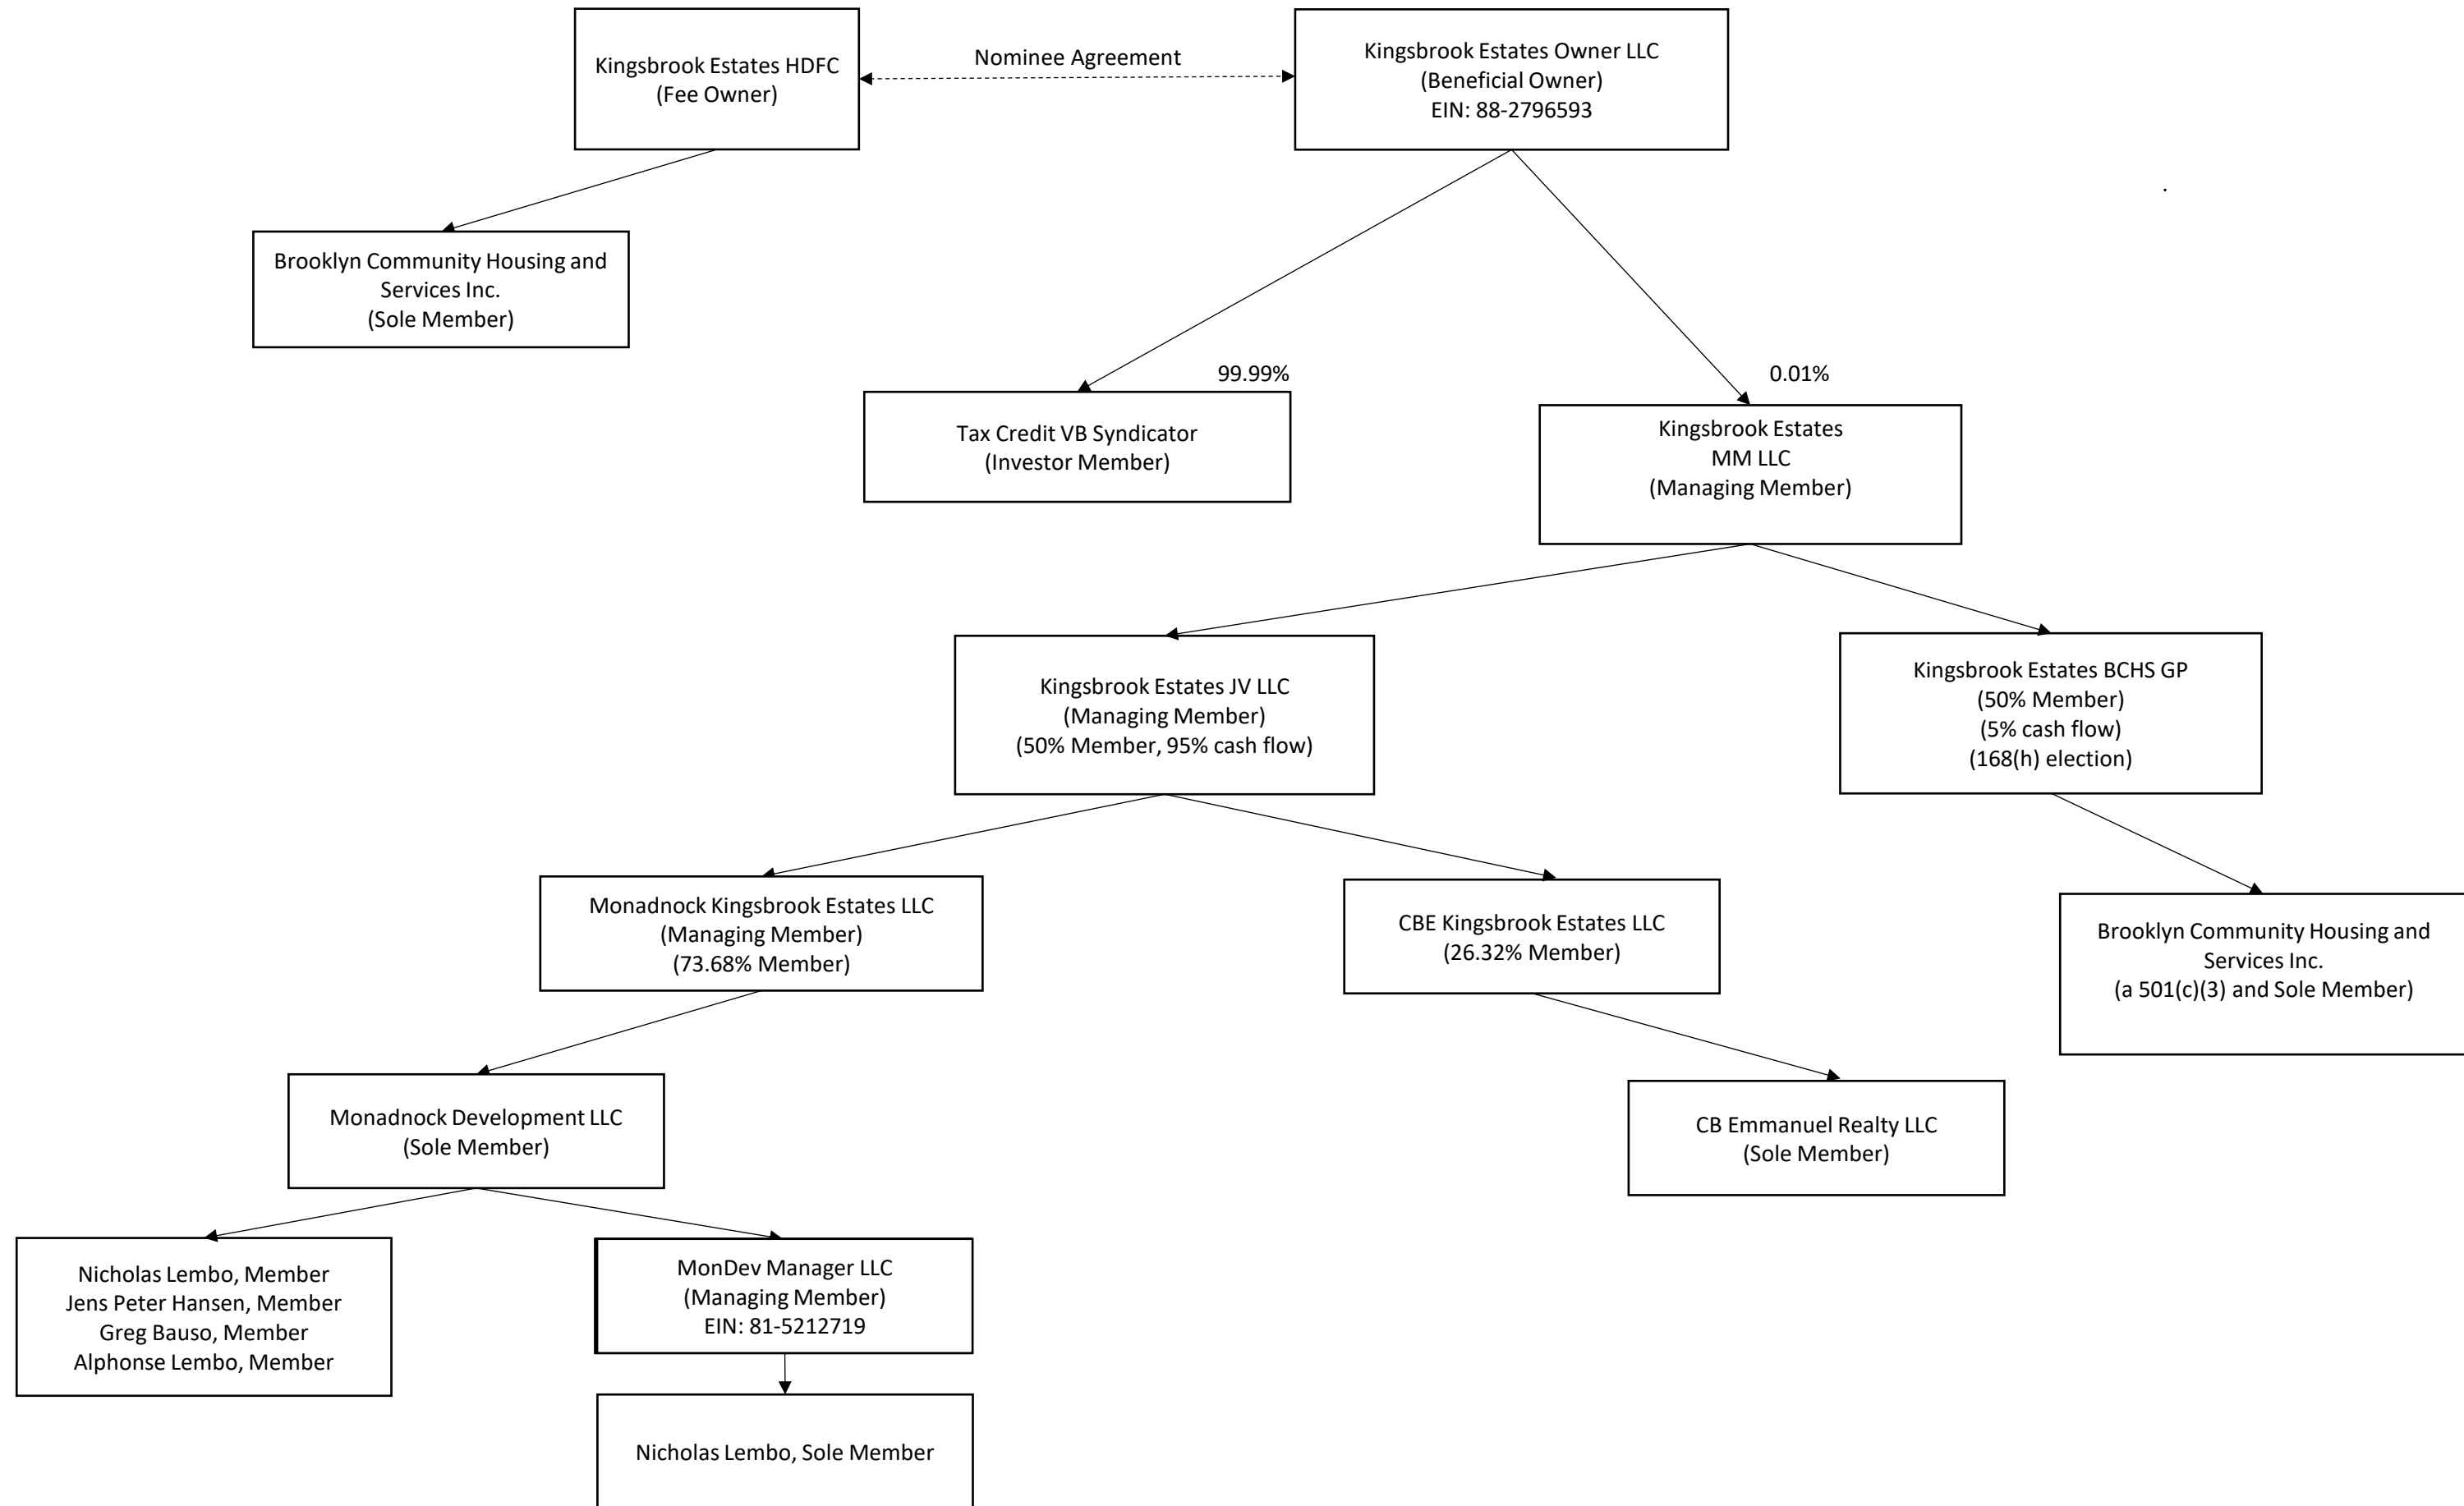 Kingsbrook Estates HDFC
(Fee Owner)
Nominee Agreement
Kingsbrook Estates Owner LLC
(Beneficial Owner)
EIN: 88-2796593
.
Brooklyn Community Housing and
Services Inc.
(Sole Member)
99.99%
0.01%
Tax Credit VB Syndicator
(Investor Member)
Kingsbrook Estates
MM LLC
(Managing Member)
Kingsbrook Estates JV LLC
(Managing Member)
(50% Member, 95% cash flow)
Kingsbrook Estates BCHS GP
(50% Member)
(5% cash flow)
(168(h) election)
Monadnock Kingsbrook Estates LLC
(Managing Member)
(73.68% Member)
CBE Kingsbrook Estates LLC
(26.32% Member)
Brooklyn Community Housing and
Services Inc.
(a 501(c)(3) and Sole Member)
Monadnock Development LLC
(Sole Member)
CB Emmanuel Realty LLC
(Sole Member)
Nicholas Lembo, Member
Jens Peter Hansen, Member
Greg Bauso, Member
Alphonse Lembo, Member
MonDev Manager LLC
(Managing Member)
EIN: 81-5212719
Nicholas Lembo, Sole Member